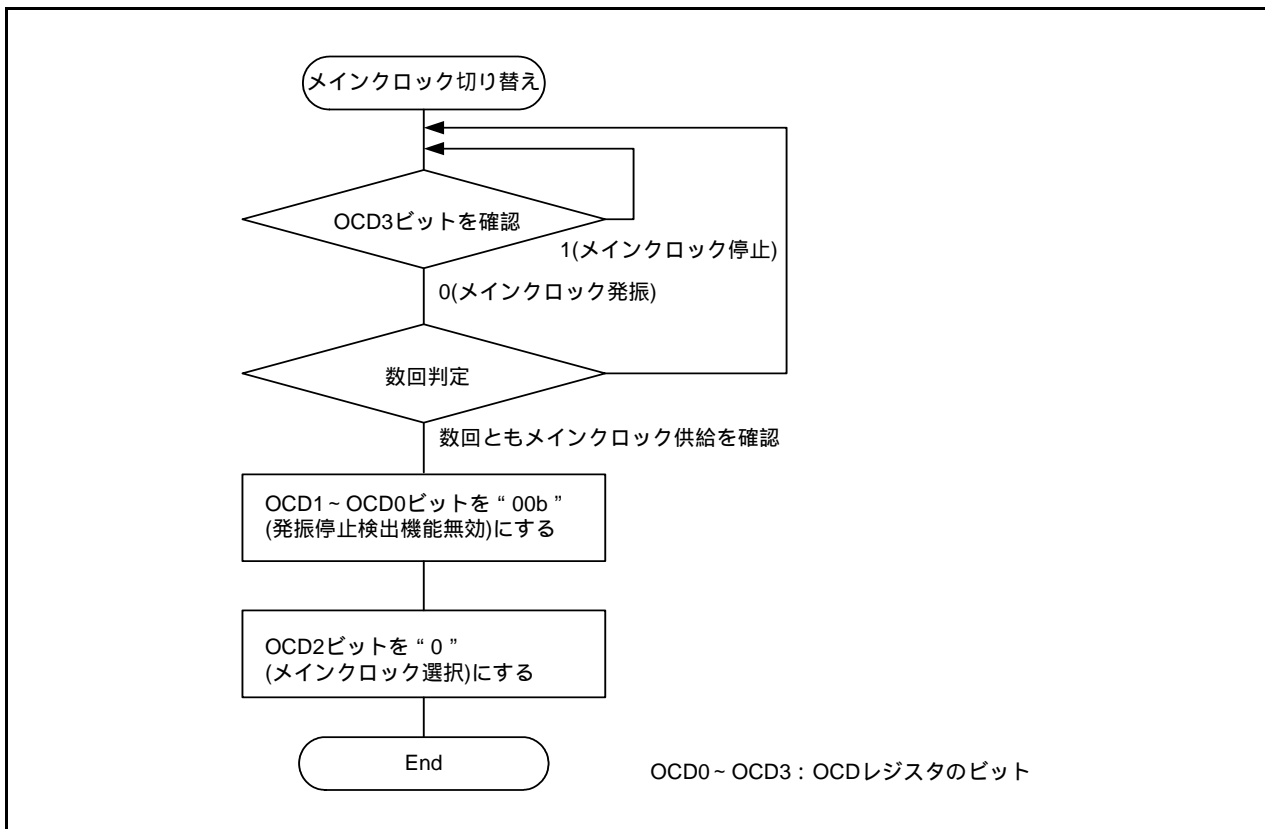 メインクロック切り替え
OCD3ビットを確認
1(メインクロック停止)
0(メインクロック発振)
数回判定
数回ともメインクロック供給を確認
OCD1~OCD0ビットを“00b”
(発振停止検出機能無効)にする
OCD2ビットを“0”
(メインクロック選択)にする
End
OCD0~OCD3:OCDレジスタのビット